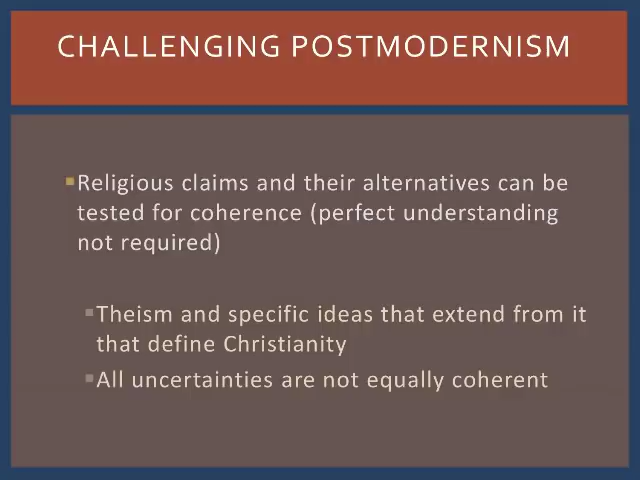 CHALLENGING POSTMODERNISM
Religious claims and their alternatives can be
tested for coherence (perfect understanding
not required)
Theism and specific ideas that extend from it
that define Christianity
All uncertainties are not equally coherent